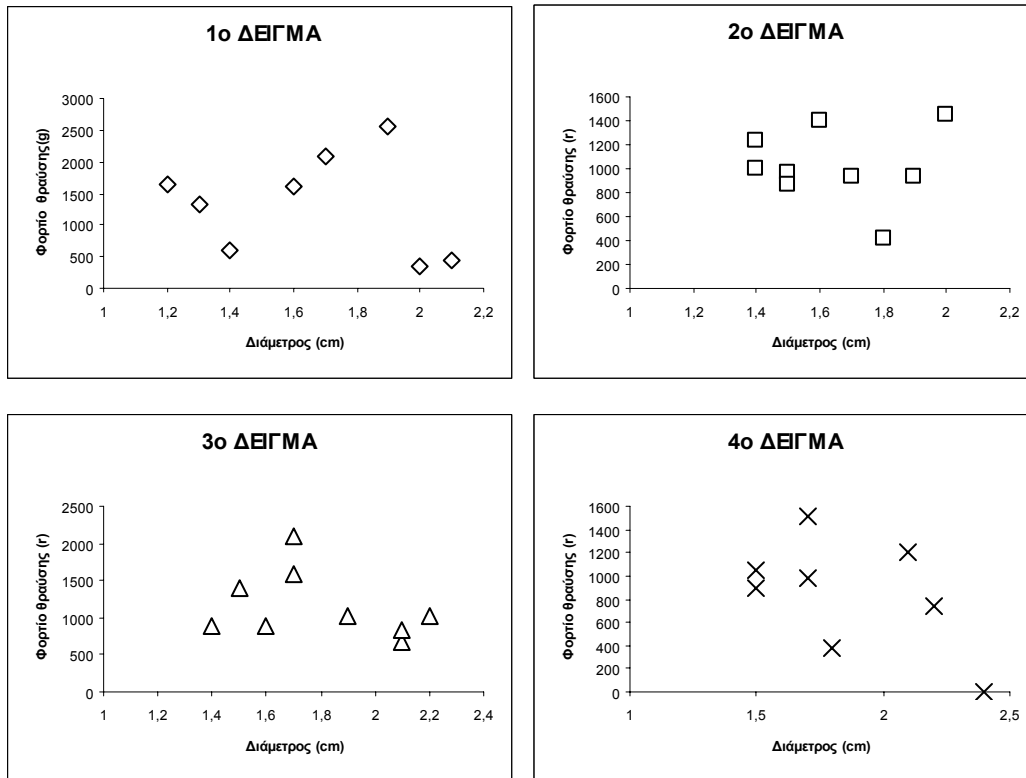 1ο ΔΕΙΓΜΑ
Φορτίο θραύσης(g)
3000
2500
2000
1500
1000
500
0
1 1,2 1,4 1,6 1,8 2 2,2
Διάμετρος (cm)
2ο ΔΕΙΓΜΑ
Φορτίο θραύσης (r)
1600
1400
1200
1000
800
600
400
200
0
1 1,2 1,4 1,6 1,8 2 2,2
Διάμετρος (cm)
3ο ΔΕΙΓΜΑ
Φορτίο θραύσης (r)
2500
2000
1500
1000
500
0
1 1,2 1,4 1,6 1,8 2 2,2 2,4
Διάμετρος (cm)
4ο ΔΕΙΓΜΑ
Φορτίο θραύσης (r)
1600
1400
1200
1000
800
600
400
200
0
1 1,5 2 2,5
Διάμετρος (cm)